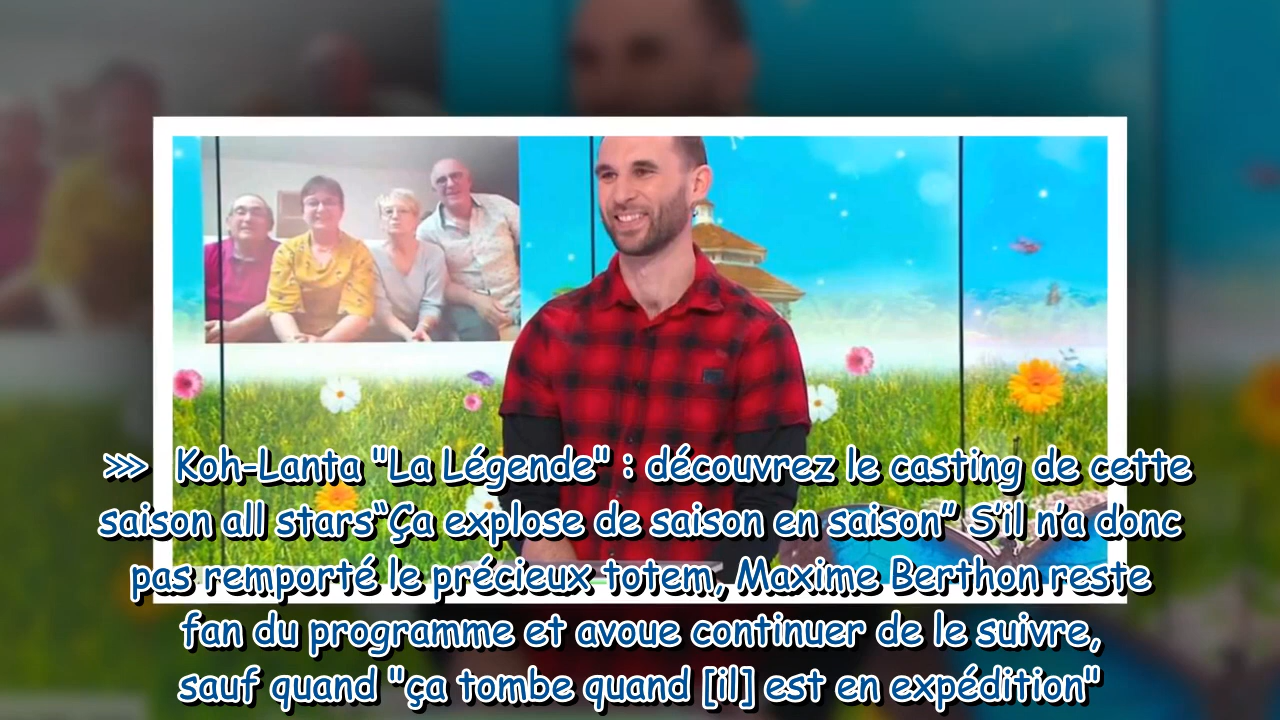 >>> Koh-Lanta "La Légende" : découvrez le casting de cette
saison all stars“Ça explose de saison en saison” S’il n’a donc
pas remporté le précieux totem, Maxime Berthon reste
fan du programme et avoue continuer de le suivre,
sauf quand "ça tombe quand [il] est en expédition"